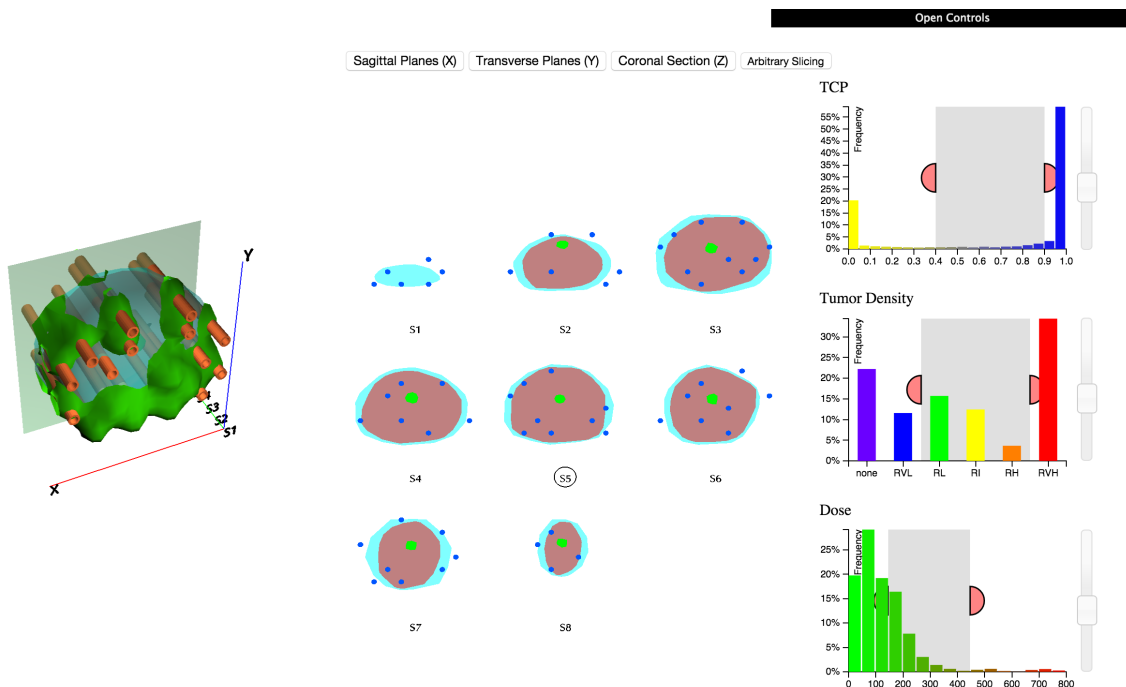 Open Controls
Sagittal Planes (X) Transverse Planes (Y) Coronal Section (Z) Arbitrary Slicing
TCP
Frequency
55%
50%
45%
40%
35%
30%
25%
20%
15%
10%
5%
0%
0.0 0.1 0.2 0.3 0.4 0.5 0.6 0.7 0.8 0.9 1.0
Y
S3
S2
S1
X
S1 S2 S3
S4 S5 S6
S7 S8
Tumor Density
Frequency
30%
25%
20%
15%
10%
5%
0%
none RVL RL RI RH RVH
Dose
Frequency
25%
20%
15%
10%
5%
0%
0 100 200 300 400 500 600 700 800